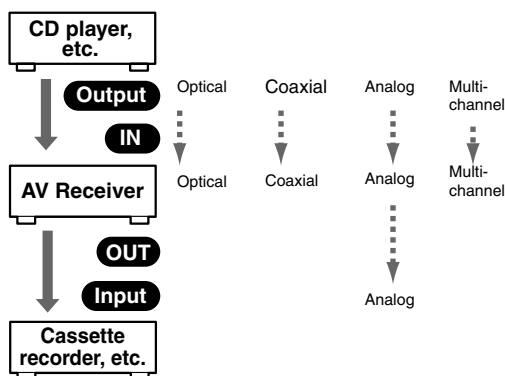 CD player,
etc.
Output
Optical
Coaxial
Analog
Multi-
channel
IN
AV Receiver
Optical
Coaxial
Analog
Multi-
channel
OUT
Input
Analog
Cassette
recorder, etc.